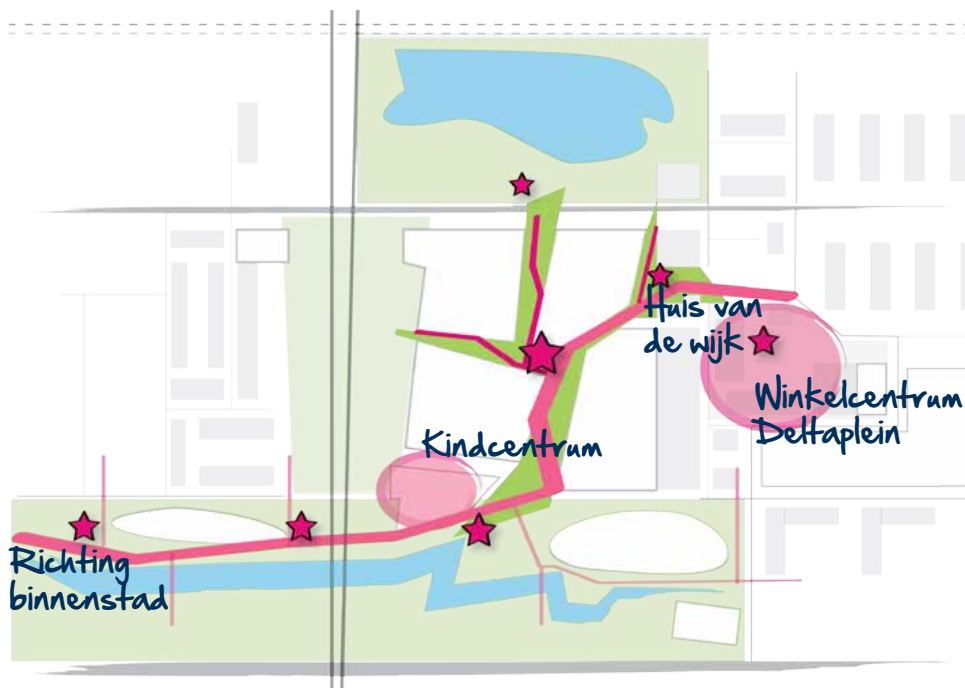 Huis van
de wijk
Winkelcentrum
Deltaplein
Kindcentrum
Richting
binnenstad